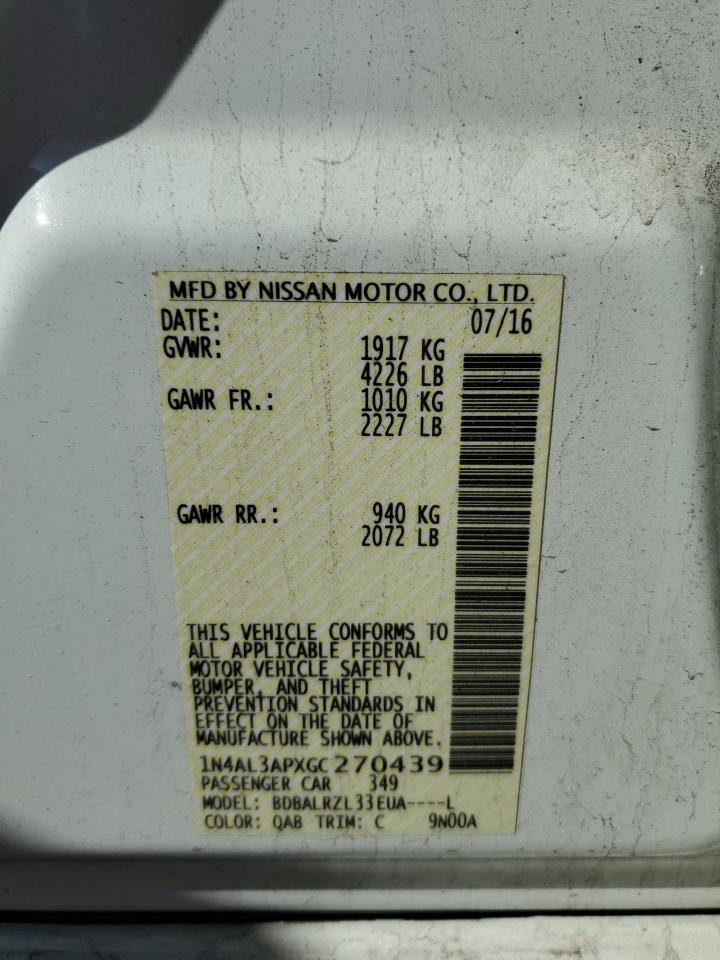 MFD BY NISSAN MOTOR CO., LTD.
DATE: 07/16
GVWR: 1917 KG
4226 LB
GAWR FR.: 1010 KG
2227 LB
GAWR RR.: 940 KG
2072 LB
THIS VEHICLE CONFORMS TO
ALL APPLICABLE FEDERAL
MOTOR VEHICLE SAFETY,
BUMPER, AND THEFT
PREVENTION STANDARDS IN
EFFECT ON THE DATE OF
MANUFACTURE SHOWN ABOVE.
1N4AL3APXGC270439
PASSENGER CAR 349
MODEL: BDBALRZL33EUA----L
COLOR: QAB TRIM: C 9N00A